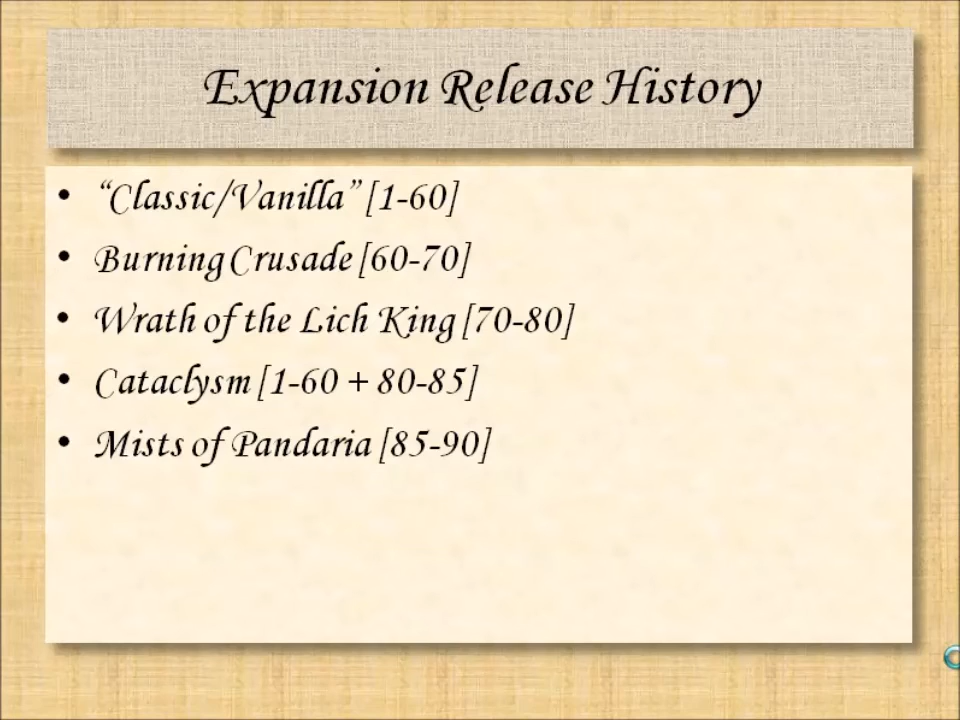 Expansion Release History
• “Classic/Vanilla” [1-60]
• Burning Crusade [60-70]
• Wrath of the Lich King [70-80]
• Cataclysm [1-60 + 80-85]
• Mists of Pandaria [85-90]